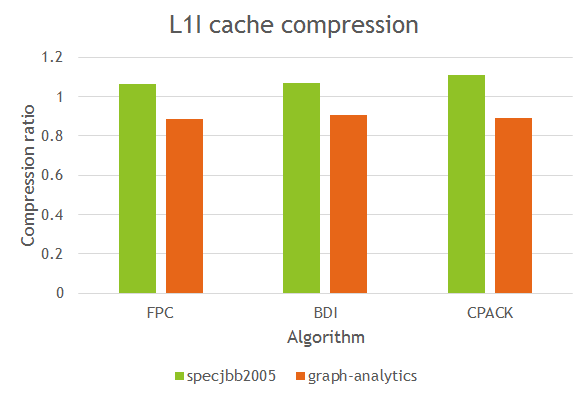 L1I cache compression
1.2
1
0.8
0.6
0.4
0.2
0
Compression ratio
FPC BDI CPACK
Algorithm
specjbb2005 graph-analytics